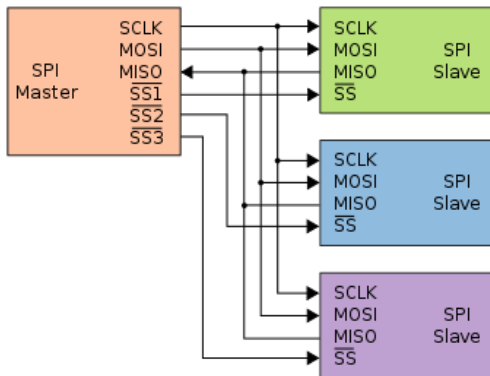 SPI
Master
SCLK
MOSI
MISO
SS1
SS2
SS3
SCLK
MOSI
MISO
SS
SPI
Slave
SCLK
MOSI
MISO
SS
SPI
Slave
SCLK
MOSI
MISO
SS
SPI
Slave